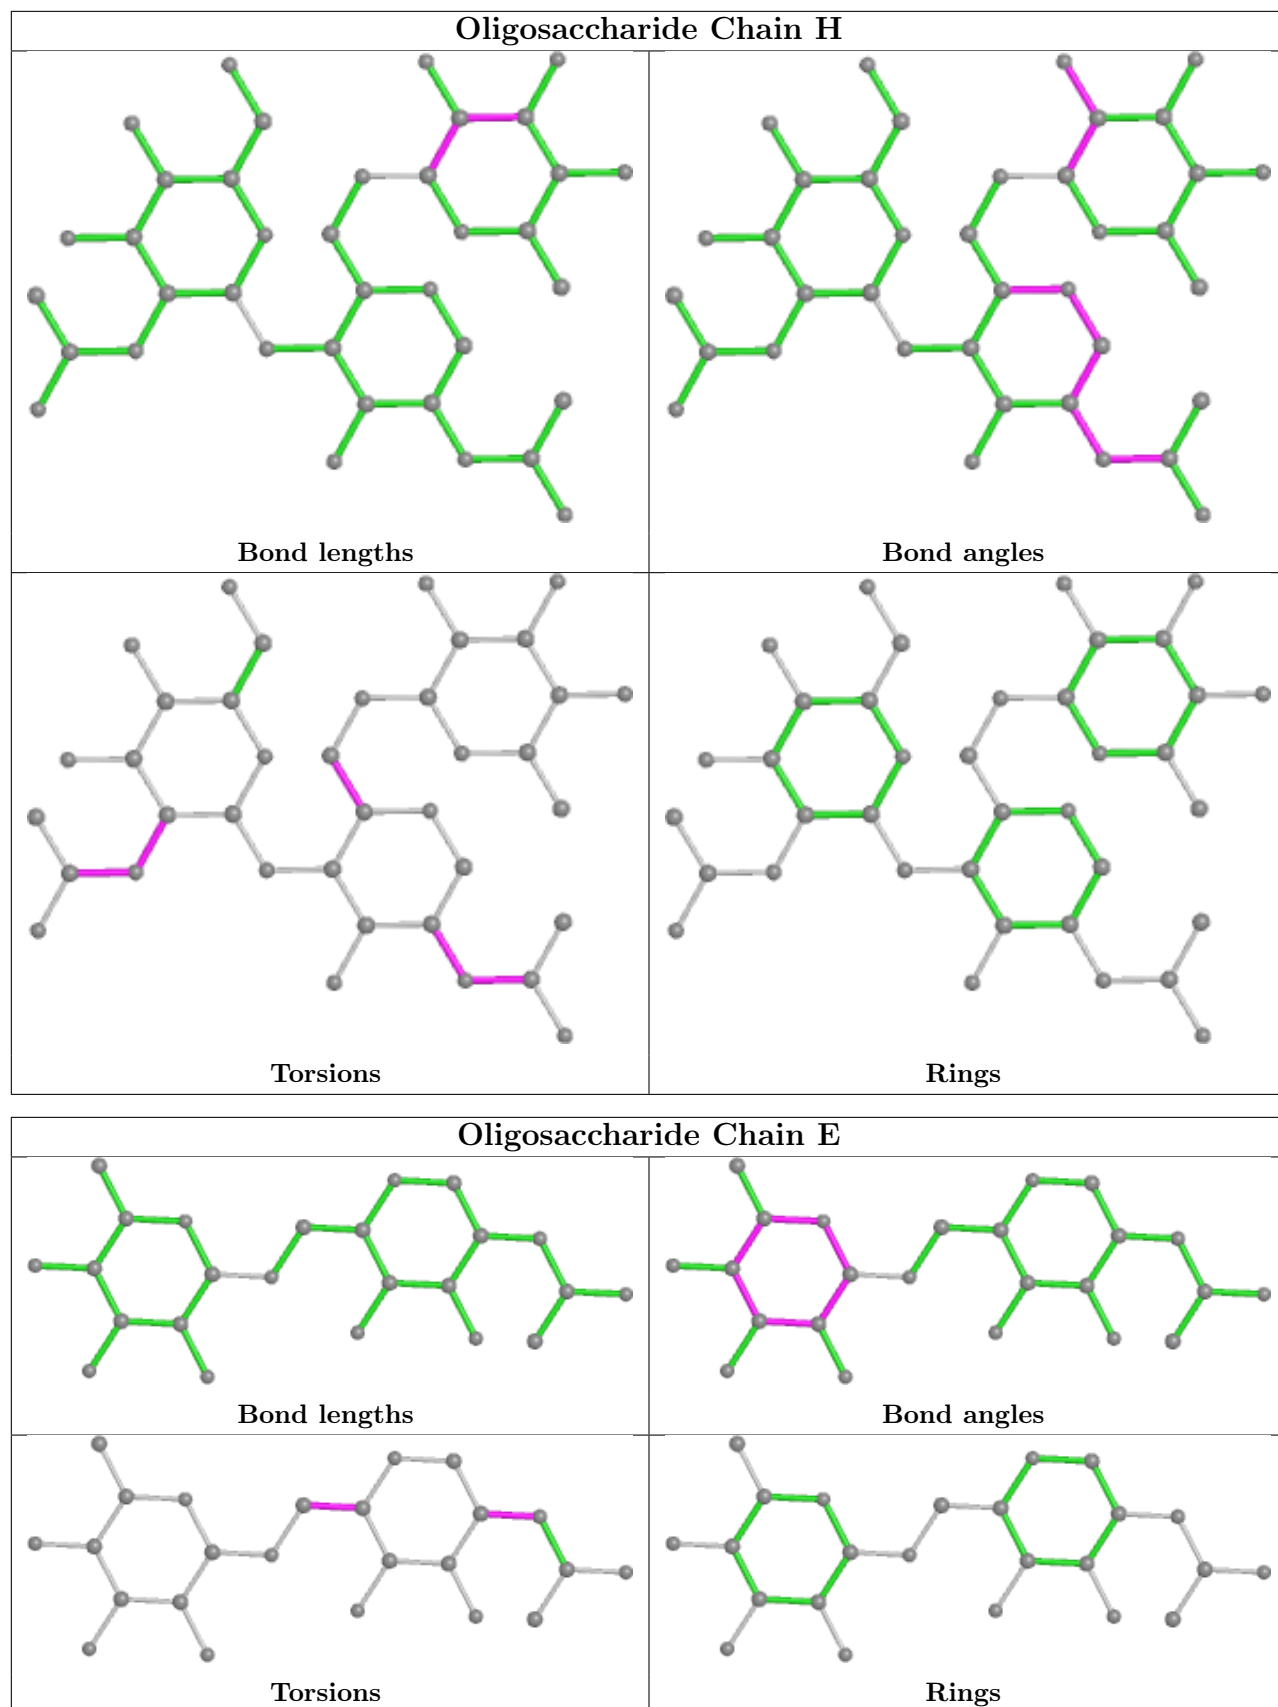 Oligosaccharide Chain H
Bond lengths
Bond angles
Torsions
Rings
Oligosaccharide Chain E
Bond lengths
Bond angles
Torsions
Rings